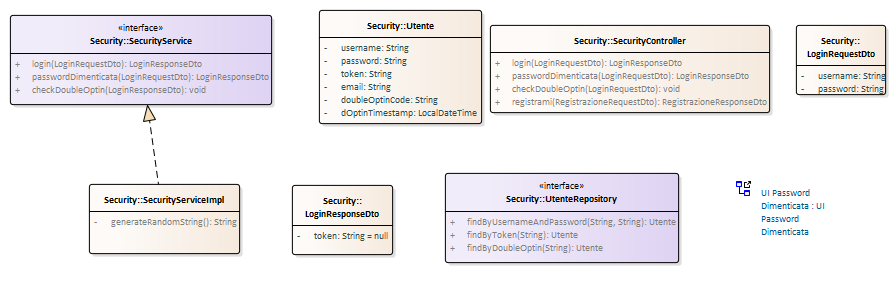 «interface»
Security::SecurityService
+ login(LoginRequestDto): LoginResponseDto
+ passwordDimenticata(LoginRequestDto): LoginResponseDto
+ checkDoubleOptin(LoginResponseDto): void
Security::Utente
- username: String
- password: String
- token: String
- email: String
- doubleOptinCode: String
- dOptinTimestamp: LocalDateTime
Security::SecurityController
+ login(LoginRequestDto): LoginResponseDto
+ passwordDimenticata(LoginRequestDto): LoginResponseDto
+ checkDoubleOptin(LoginResponseDto): void
+ registrami(RegistrazioneRequestDto): RegistrazioneResponseDto
Security::
LoginRequestDto
- username: String
- password: String
Security::SecurityServiceImpl
- generateRandomString(): String
Security::
LoginResponseDto
- token: String = null
«interface»
Security::UtenteRepository
+ findByUsernameAndPassword(String, String): Utente
+ findByToken(String): Utente
+ findByDoubleOptin(String): Utente
UI Password
Dimenticata : UI
Password
Dimenticata